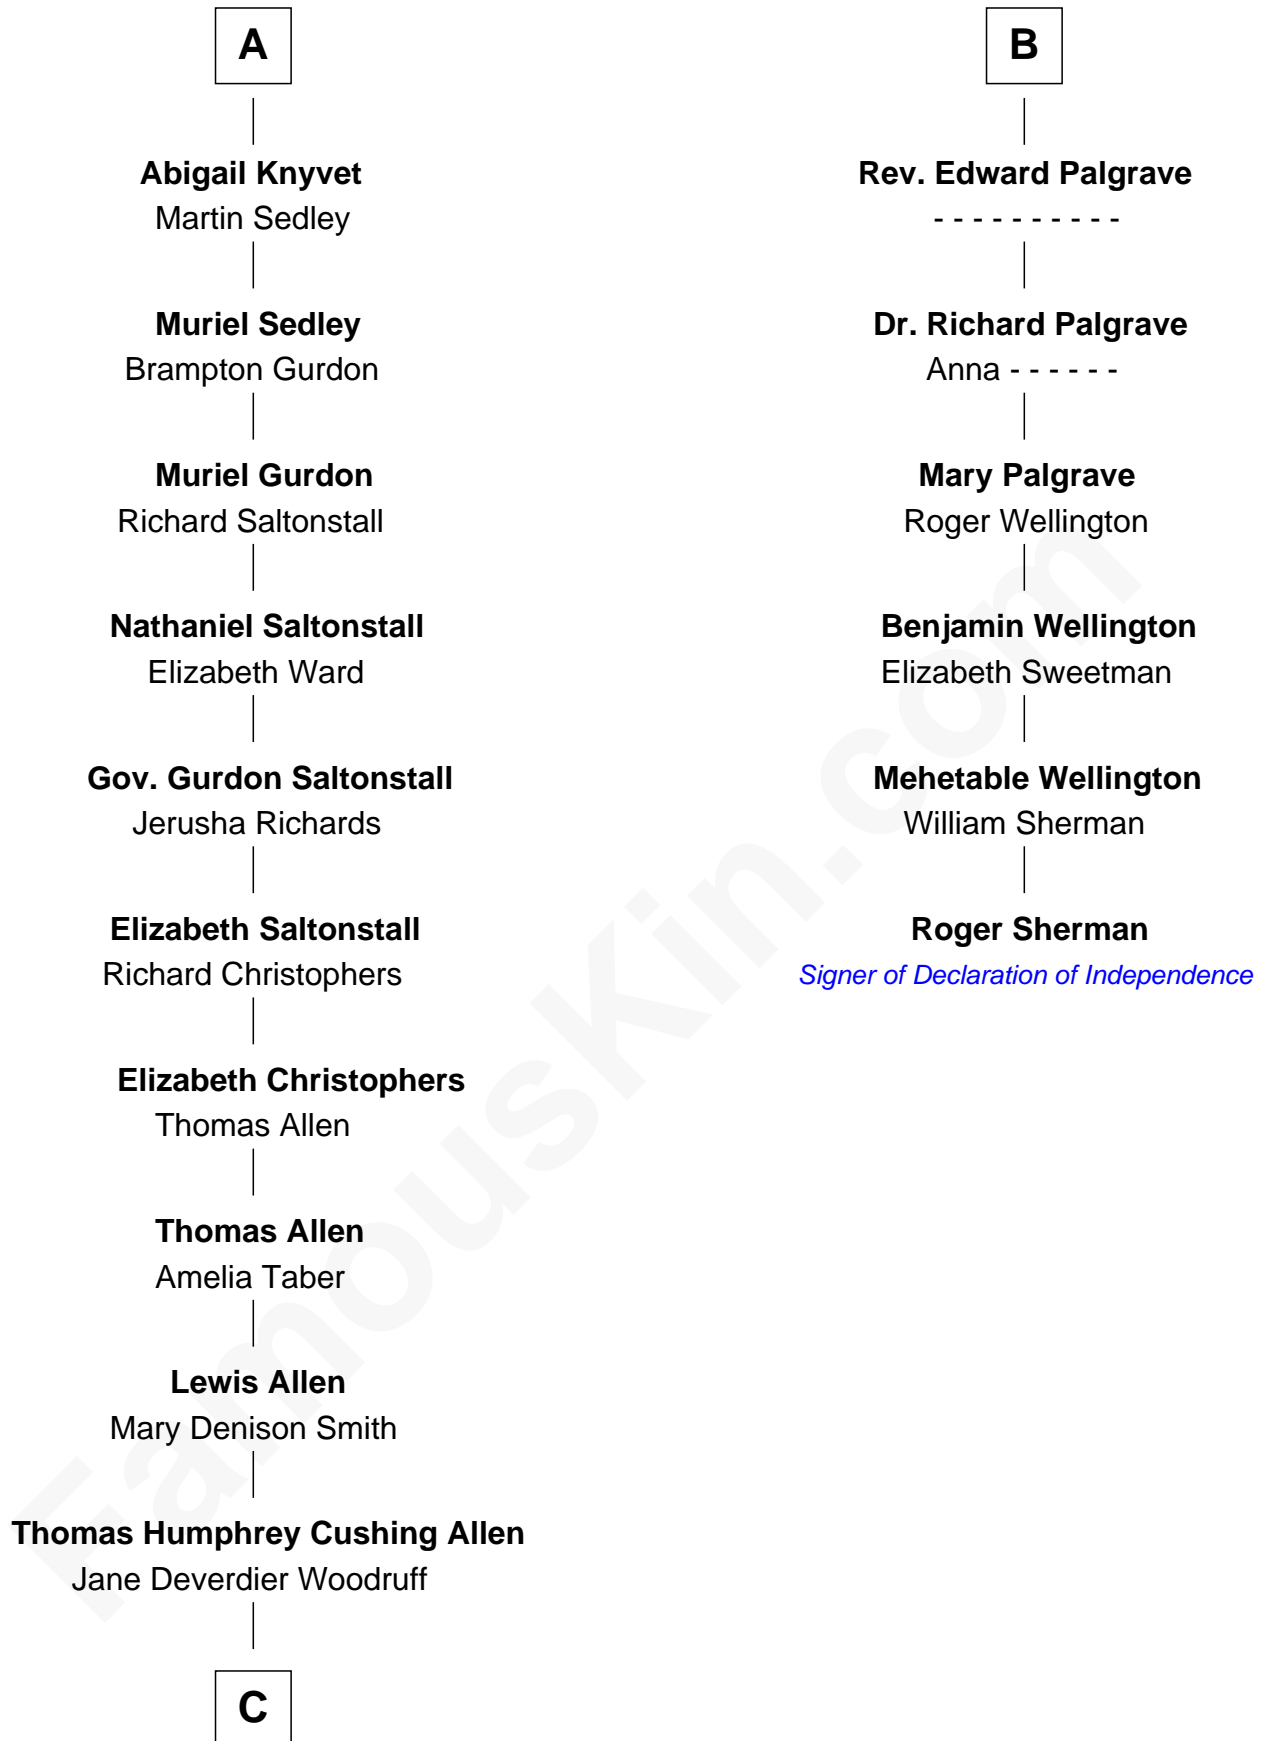 A
Abigail Knyvet
Martin Sedley
Muriel Sedley
Brampton Gurdon
Muriel Gurdon
Richard Saltonstall
Nathaniel Saltonstall
Elizabeth Ward
Gov. Gurdon Saltonstall
Jerusha Richards
Elizabeth Saltonstall
Richard Christophers
Elizabeth Christophers
Thomas Allen
Thomas Allen
Amelia Taber
Lewis Allen
Mary Denison Smith
Thomas Humphrey Cushing Allen
Jane Deverdier Woodruff
C
B
Rev. Edward Palgrave
- - - - - - - - - -
Dr. Richard Palgrave
Anna - - - - - -
Mary Palgrave
Roger Wellington
Benjamin Wellington
Elizabeth Sweetman
Mehetable Wellington
William Sherman
Roger Sherman
Signer of Declaration of Independence
FamousKin.com